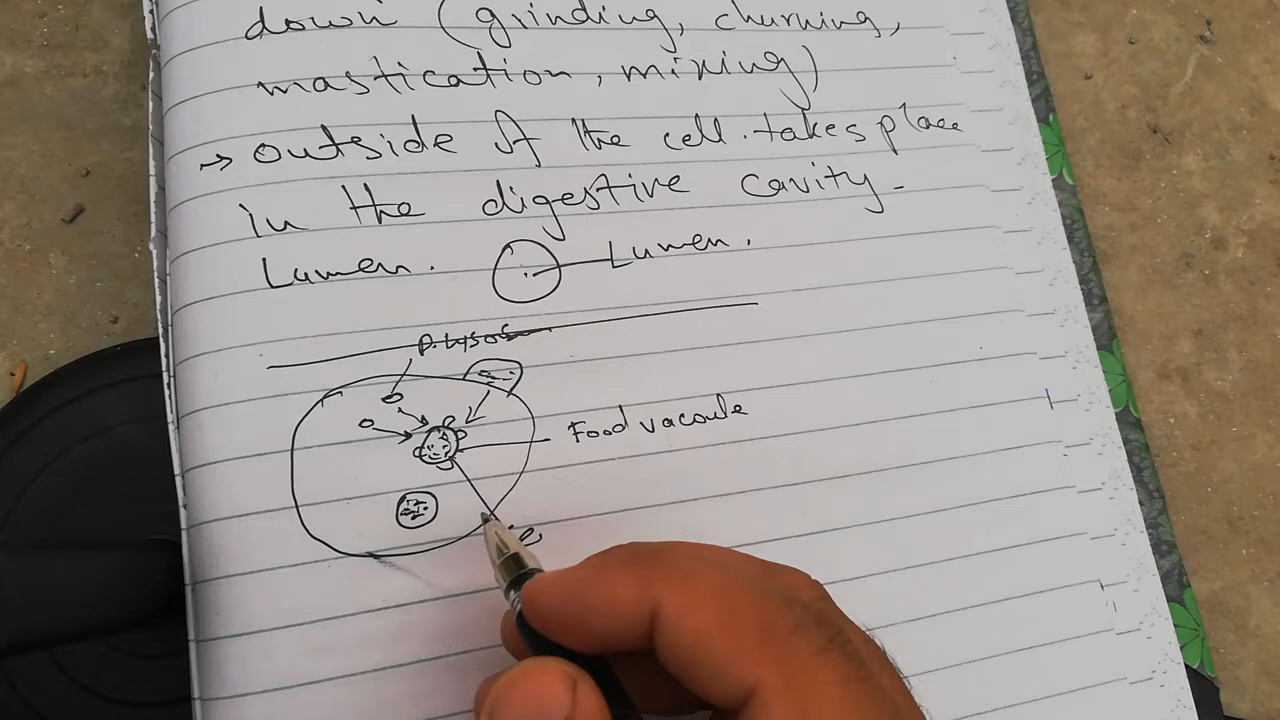 down (grinding, churning,
mastication, mixing)
→ outside of the cell. takes place
in the digestive cavity.
Lumen. Lumen.
Food vacoule